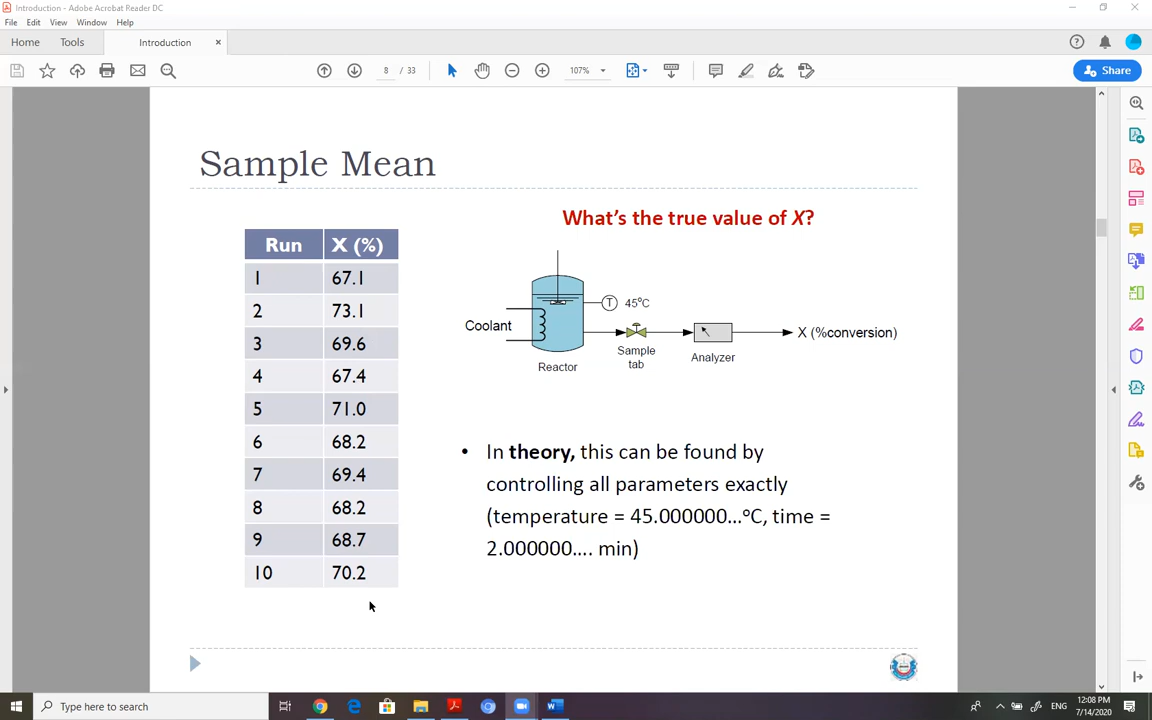 Introduction - Adobe Acrobat Reader DC
File Edit View Window Help
Home Tools Introduction ×
8 / 33 107% Share
Sample Mean
What's the true value of X?
Run X (%)
1 67.1
2 73.1
3 69.6
4 67.4
5 71.0
6 68.2
7 69.4
8 68.2
9 68.7
10 70.2
T 45°C
Coolant
X (%conversion)
Sample
tab
Analyzer
Reactor
• In theory, this can be found by
controlling all parameters exactly
(temperature = 45.000000...°C, time =
2.000000.... min)
Type here to search
ENG
12:08 PM
7/14/2020